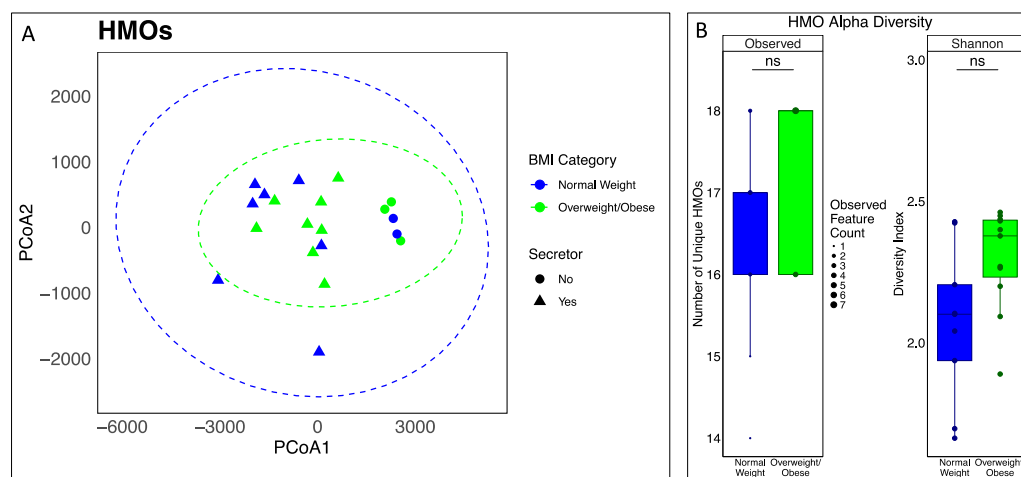 A
HMOs
2000
1000
0
−1000
−2000
PCoA2
−6000
−3000
0
3000
PCoA1
BMI Category
Normal Weight
Overweight/Obese
Secretor
No
Yes
B
HMO Alpha Diversity
Observed
ns
18
17
16
15
14
Number of Unique HMOs
Normal
Weight
Overweight/
Obese
Observed
Feature
Count
1
2
3
4
5
6
7
Shannon
ns
3.0
2.5
2.0
Diversity Index
Normal
Weight
Overweight/
Obese